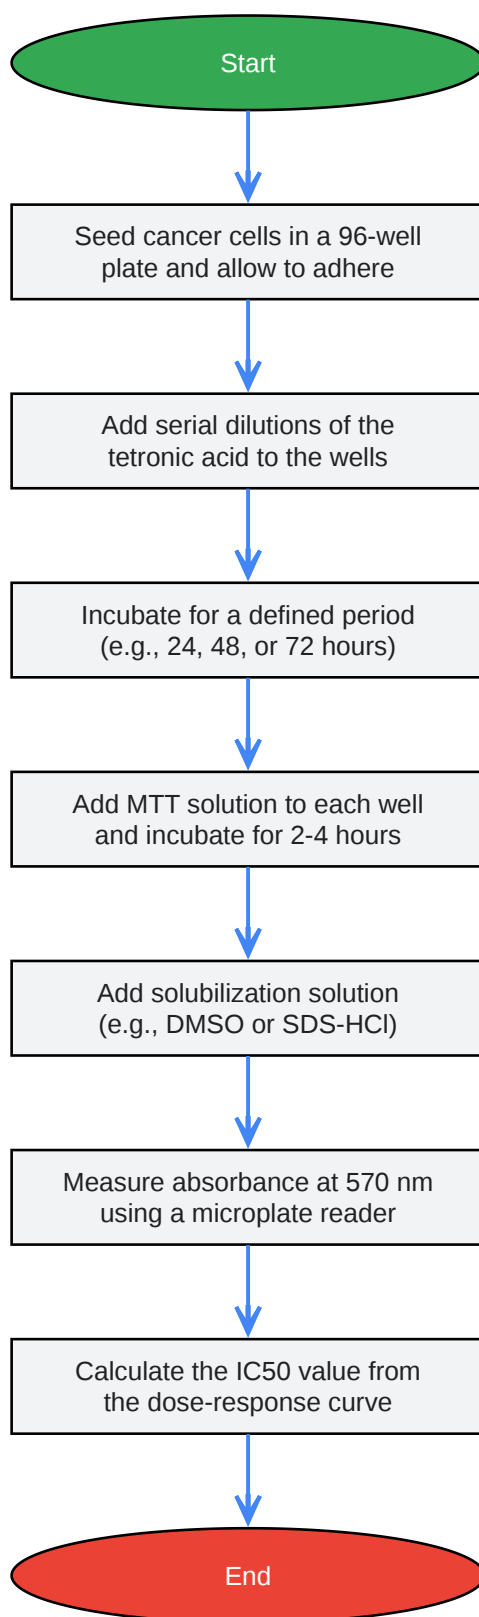 Start
Seed cancer cells in a 96-well
plate and allow to adhere
Add serial dilutions of the
tetronic acid to the wells
Incubate for a defined period
(e.g., 24, 48, or 72 hours)
Add MTT solution to each well
and incubate for 2-4 hours
Add solubilization solution
(e.g., DMSO or SDS-HCl)
Measure absorbance at 570 nm
using a microplate reader
Calculate the IC50 value from
the dose-response curve
End